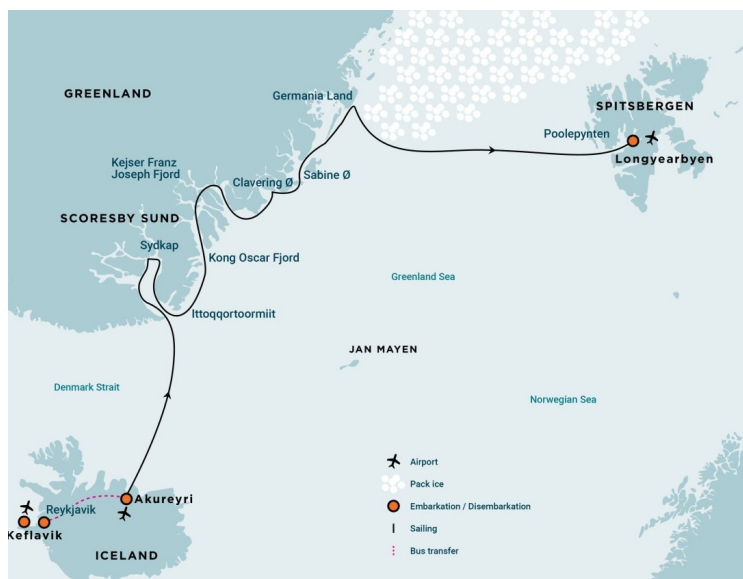 GREENLAND
Germania Land
SPITSBERGEN
Poolepynten
Longyearbyen
Kejser Franz
Joseph Fjord
Clavering Ø
Sabine Ø
SCORESBY SUND
Sydkap
Kong Oscar Fjord
Greenland Sea
Ittoqqortoormiit
JAN MAYEN
Denmark Strait
Norwegian Sea
Airport
Pack ice
Akureyri
Embarkation / Disembarkation
Reykjavik
Keflavik
Sailing
ICELAND
Bus transfer